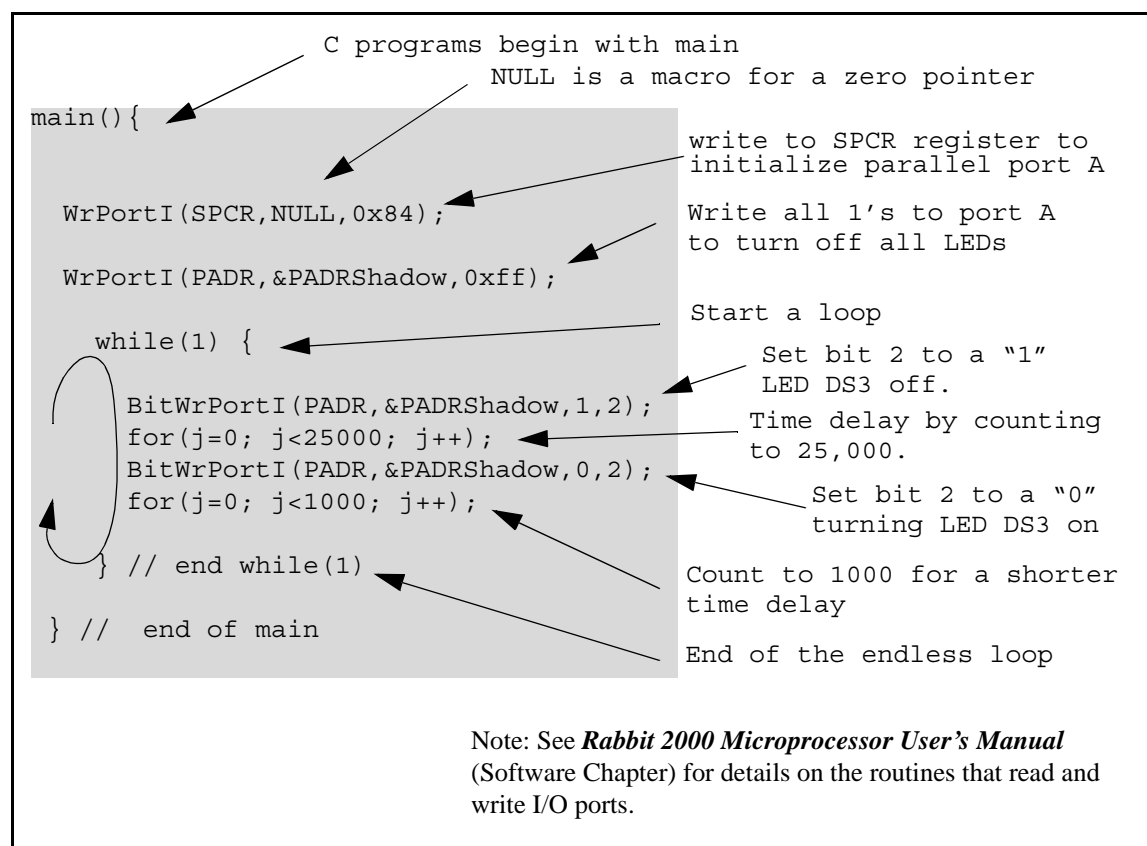 C programs begin with main
NULL is a macro for a zero pointer
main(){
write to SPCR register to
initialize parallel port A
WrPortI(SPCR,NULL,0x84);
Write all 1's to port A
to turn off all LEDs
WrPortI(PADR,&PADRShadow,0xff);
Start a loop
while(1) {
Set bit 2 to a “1”
LED DS3 off.
BitWrPortI(PADR,&PADRShadow,1,2);
Time delay by counting
to 25,000.
for(j=0; j<25000; j++);
BitWrPortI(PADR,&PADRShadow,0,2);
Set bit 2 to a “0”
turning LED DS3 on
for(j=0; j<1000; j++);
} // end while(1)
Count to 1000 for a shorter
time delay
} //  end of main
End of the endless loop
Note: See Rabbit 2000 Microprocessor User's Manual
(Software Chapter) for details on the routines that read and
write I/O ports.